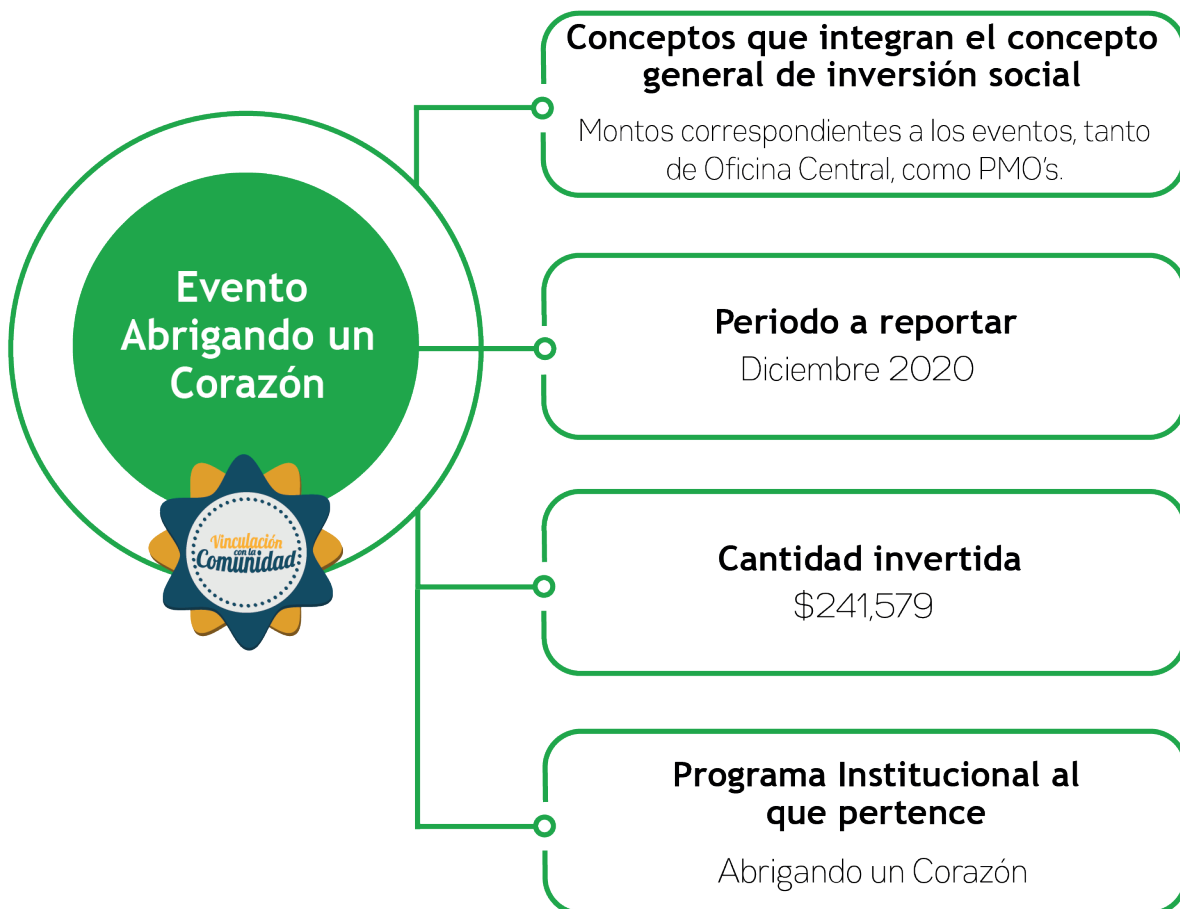 Evento
Abrigando un
Corazón
Vinculación
con la
Comunidad
Conceptos que integran el concepto
general de inversión social
Montos correspondientes a los eventos, tanto
de Oficina Central, como PMO's.
Periodo a reportar
Diciembre 2020
Cantidad invertida
$241,579
Programa Institucional al
que pertence
Abrigando un Corazón